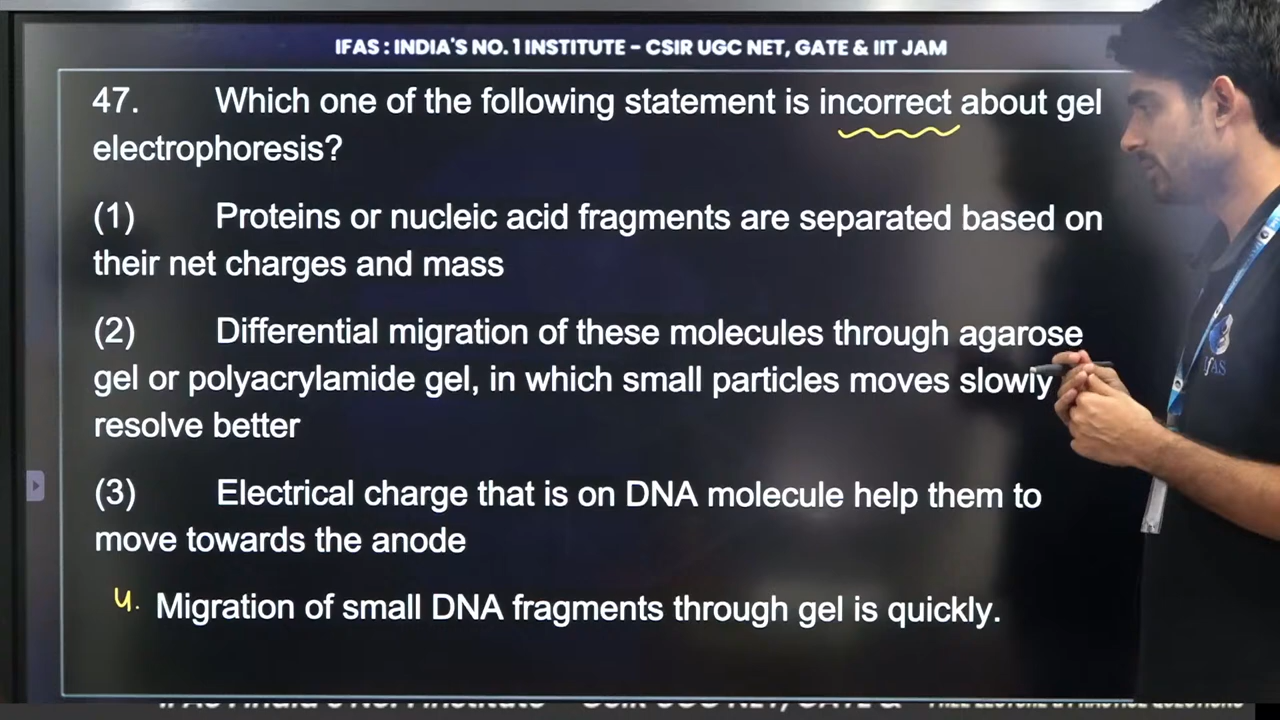 IFAS : INDIA'S NO. 1 INSTITUTE - CSIR UGC NET, GATE & IIT JAM
47. Which one of the following statement is incorrect about gel
electrophoresis?
(1) Proteins or nucleic acid fragments are separated based on
their net charges and mass
(2) Differential migration of these molecules through agarose
gel or polyacrylamide gel, in which small particles moves slowly
resolve better
(3) Electrical charge that is on DNA molecule help them to
move towards the anode
4. Migration of small DNA fragments through gel is quickly.
ifAS